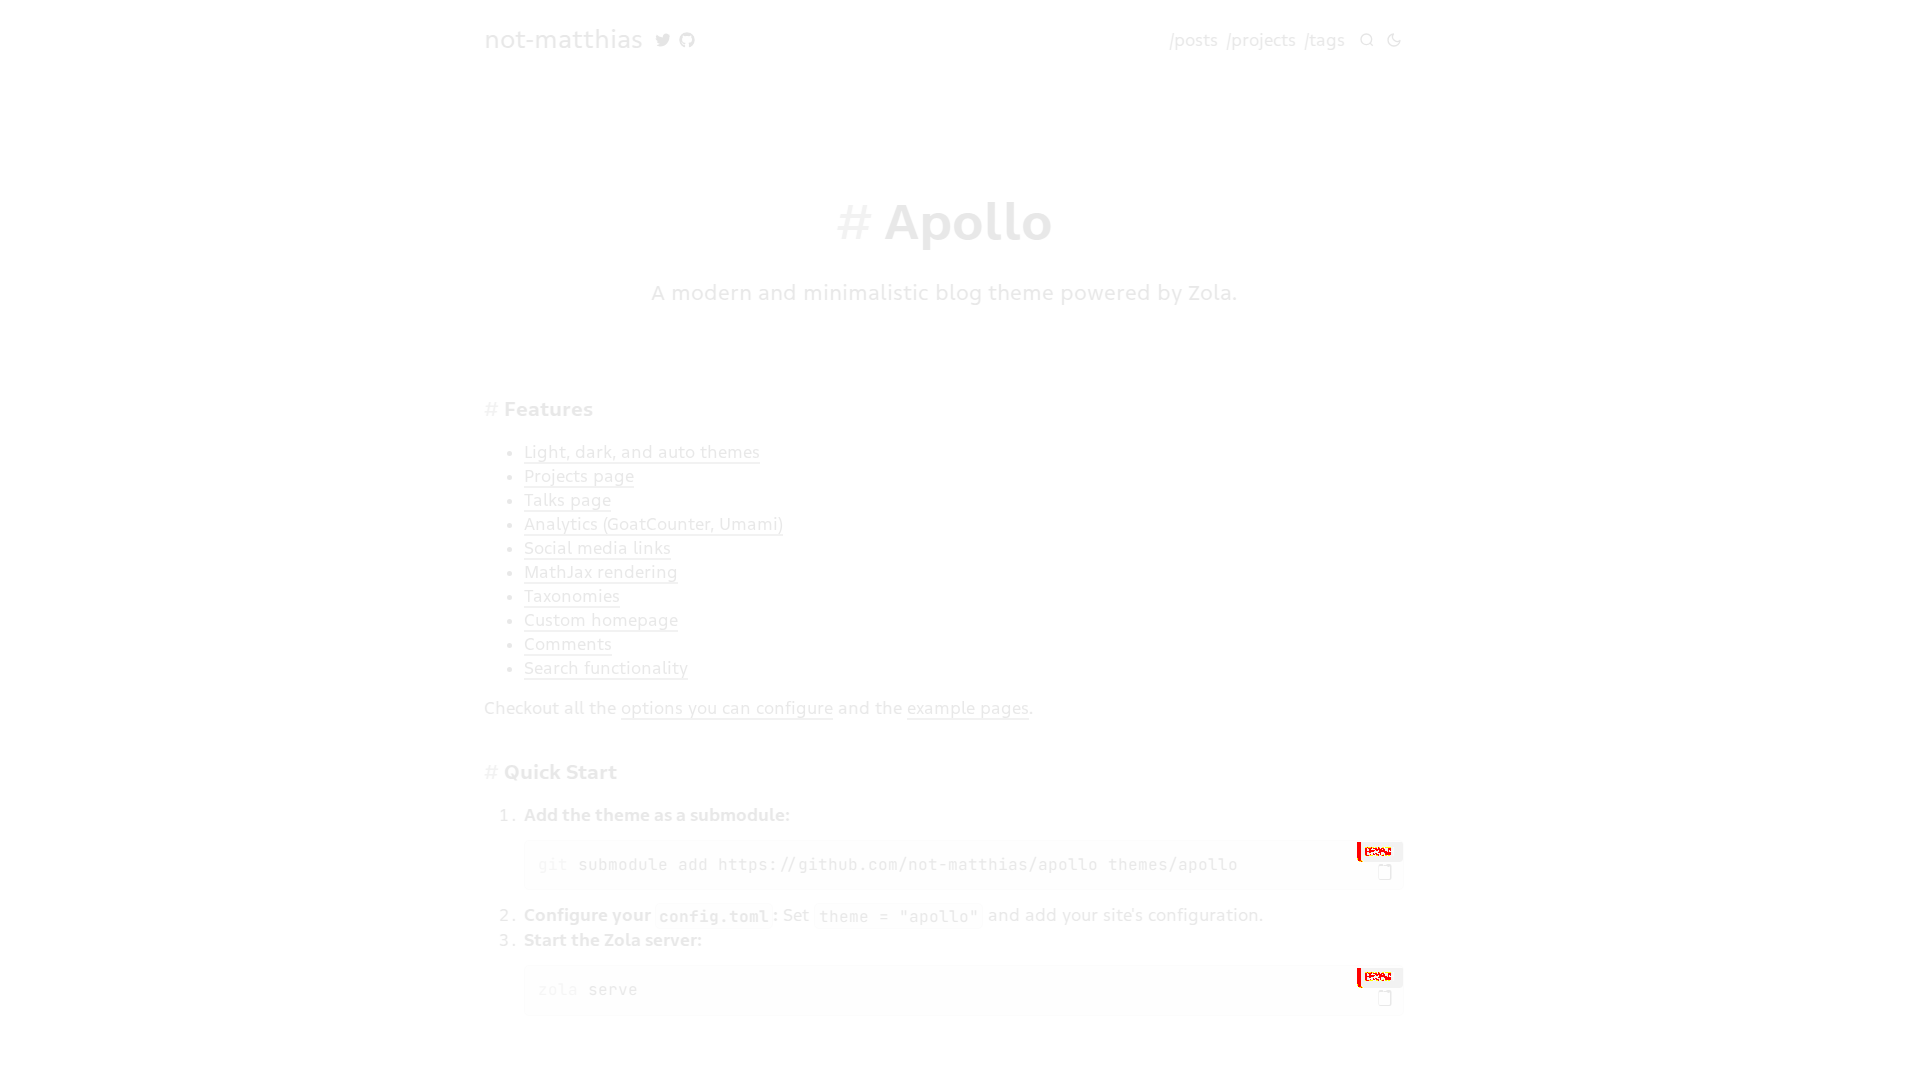 not-matthias
/posts /projects /tags
# Apollo
A modern and minimalistic blog theme powered by Zola.
# Features
• Light, dark, and auto themes
• Projects page
• Talks page
• Analytics (GoatCounter, Umami)
• Social media links
• MathJax rendering
• Taxonomies
• Custom homepage
• Comments
• Search functionality
Checkout all the options you can configure and the example pages.
# Quick Start
1. Add the theme as a submodule:
git submodule add https://github.com/not-matthias/apollo themes/apollo
2. Configure your config.toml: Set theme = "apollo" and add your site's configuration.
3. Start the Zola server:
zola serve